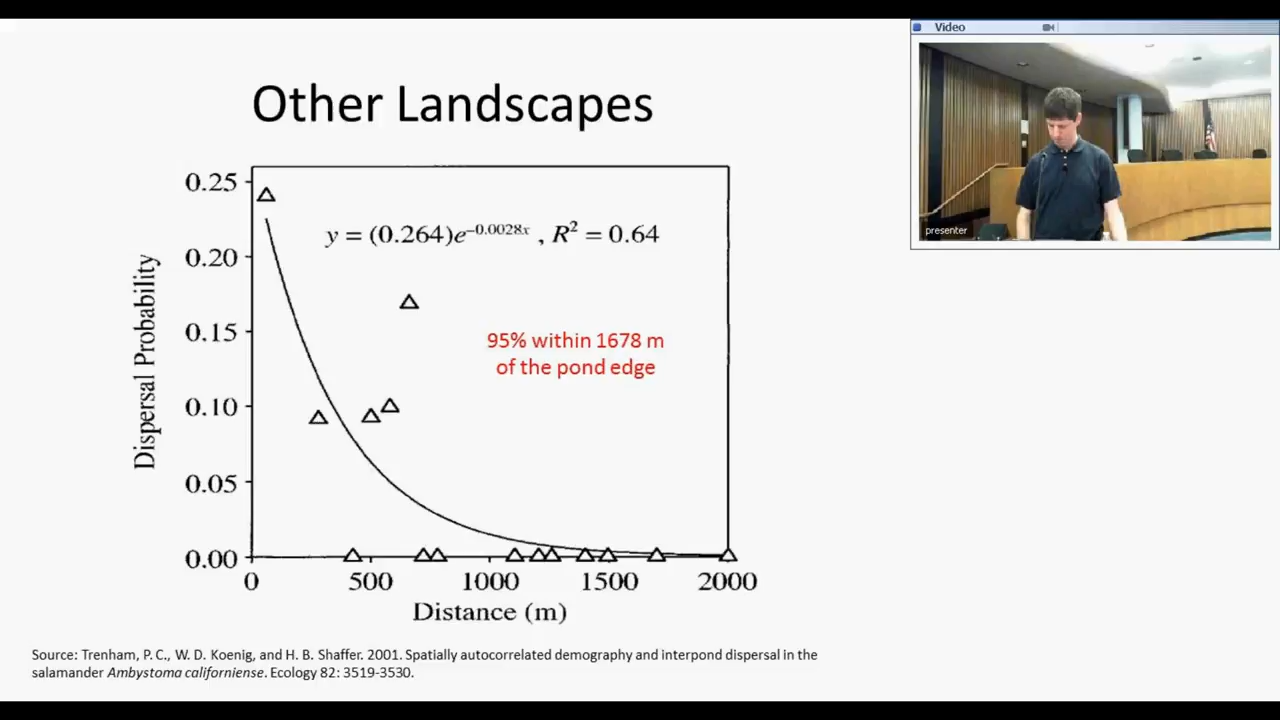 Other Landscapes
Video
presenter
0.25
0.20
0.15
0.10
0.05
0.00
Dispersal Probability
y = (0.264)e^{-0.0028x} , R² = 0.64
95% within 1678 m
of the pond edge
0 500 1000 1500 2000
Distance (m)
Source: Trenham, P. C., W. D. Koenig, and H. B. Shaffer. 2001. Spatially autocorrelated demography and interpond dispersal in the
salamander Ambystoma californiense. Ecology 82: 3519-3530.